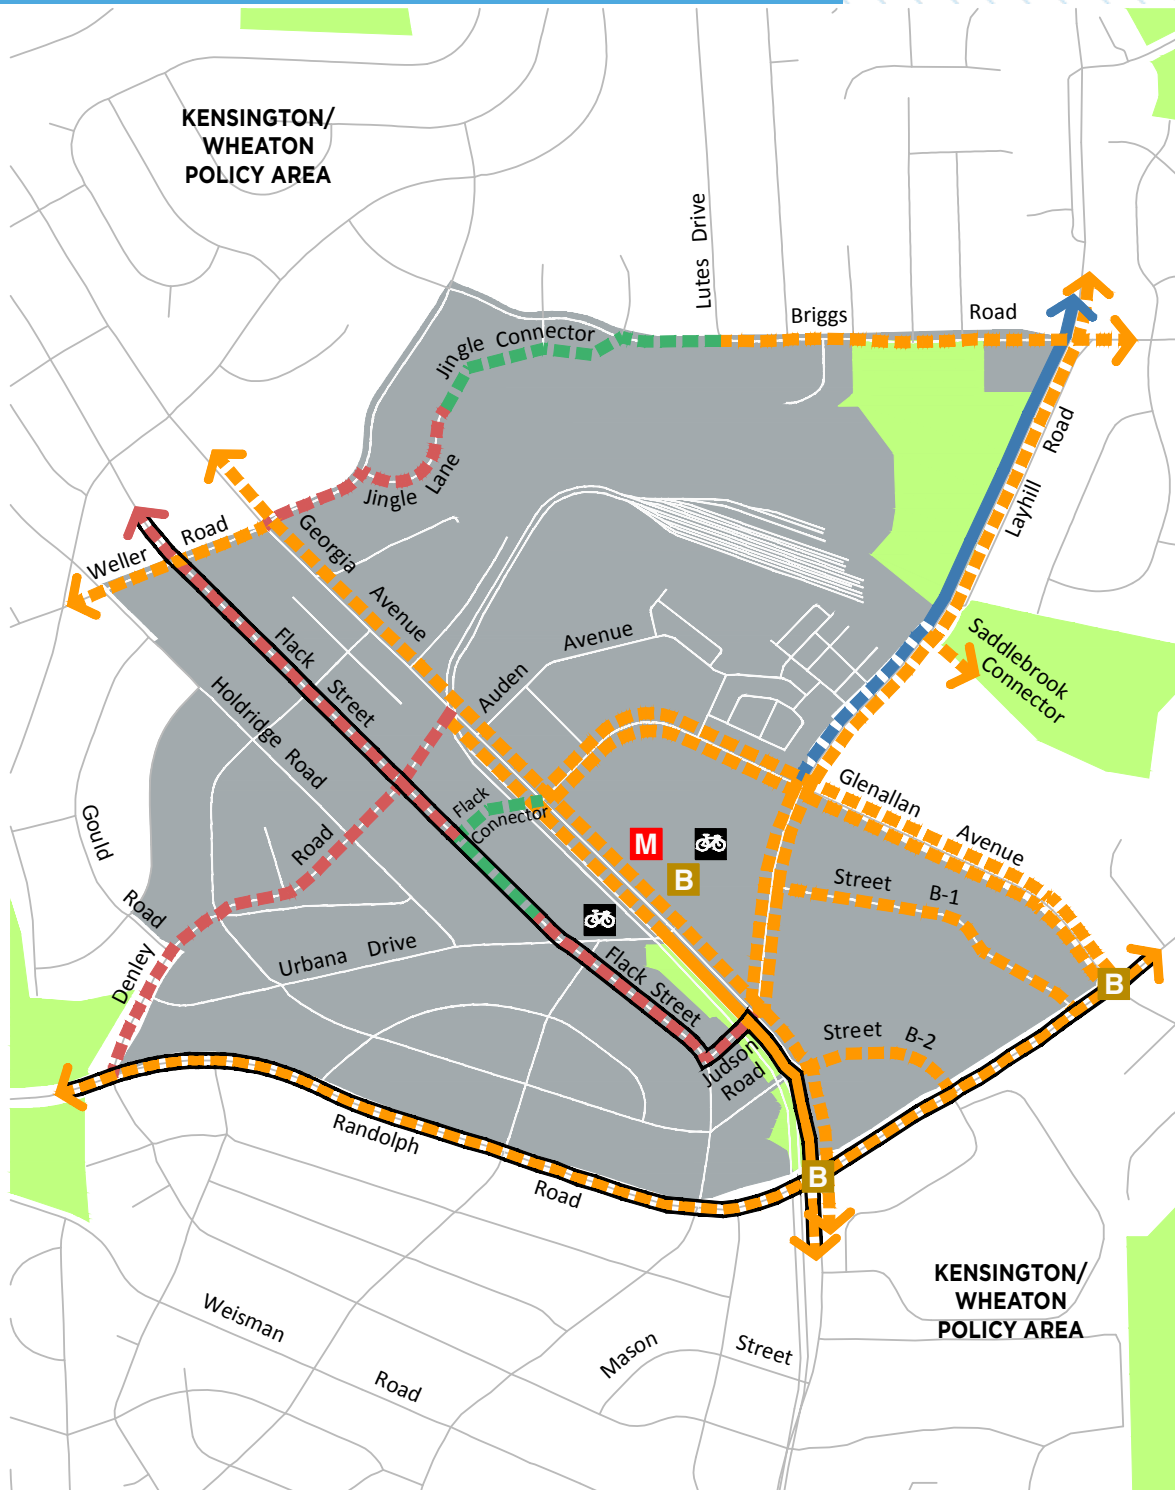 KENSINGTON/
WHEATON
POLICY AREA
Lutes Drive
Briggs Road
Jingle Connector
Jingle Lane
Weller Road
Georgia Avenue
Layhill Road
Flack Street
Auden Avenue
Saddlebrook
Connector
Holdridge Road
Flack
Connector
Glenallan Avenue
Gould Road
Road
M
B
Street B-1
Urbana Drive
Flack Street
Denley
B
Street B-2
Judson
Road
Randolph Road
B
KENSINGTON/
WHEATON
POLICY AREA
Weisman Road
Mason Street